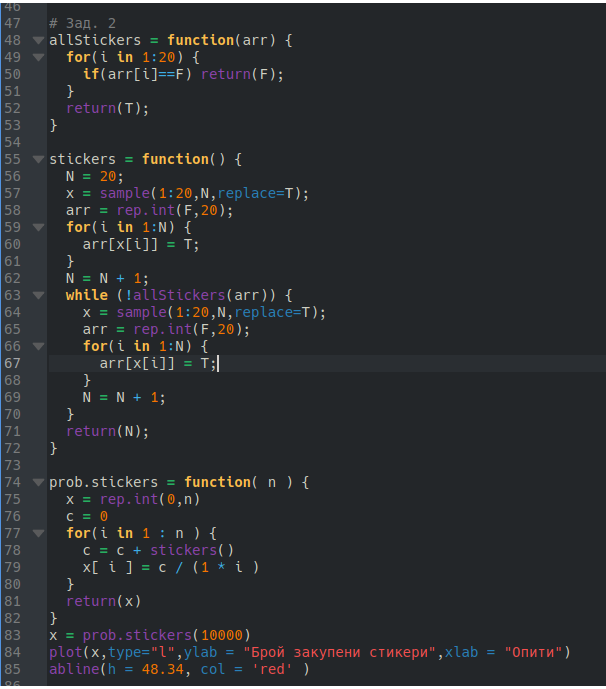 46
47 # Зад. 2
48 allStickers = function(arr) {
49   for(i in 1:20) {
50     if(arr[i]==F) return(F);
51   }
52   return(T);
53 }
54
55 stickers = function() {
56   N = 20;
57   x = sample(1:20,N,replace=T);
58   arr = rep.int(F,20);
59   for(i in 1:N) {
60     arr[x[i]] = T;
61   }
62   N = N + 1;
63   while (!allStickers(arr)) {
64     x = sample(1:20,N,replace=T);
65     arr = rep.int(F,20);
66     for(i in 1:N) {
67       arr[x[i]] = T;
68     }
69     N = N + 1;
70   }
71   return(N);
72 }
73
74 prob.stickers = function( n ) {
75   x = rep.int(0,n)
76   c = 0
77   for(i in 1 : n ) {
78     c = c + stickers()
79     x[ i ] = c / (1 * i )
80   }
81   return(x)
82 }
83 x = prob.stickers(10000)
84 plot(x,type="l",ylab = "Брой закупени стикери",xlab = "Опити")
85 abline(h = 48.34, col = 'red' )
86